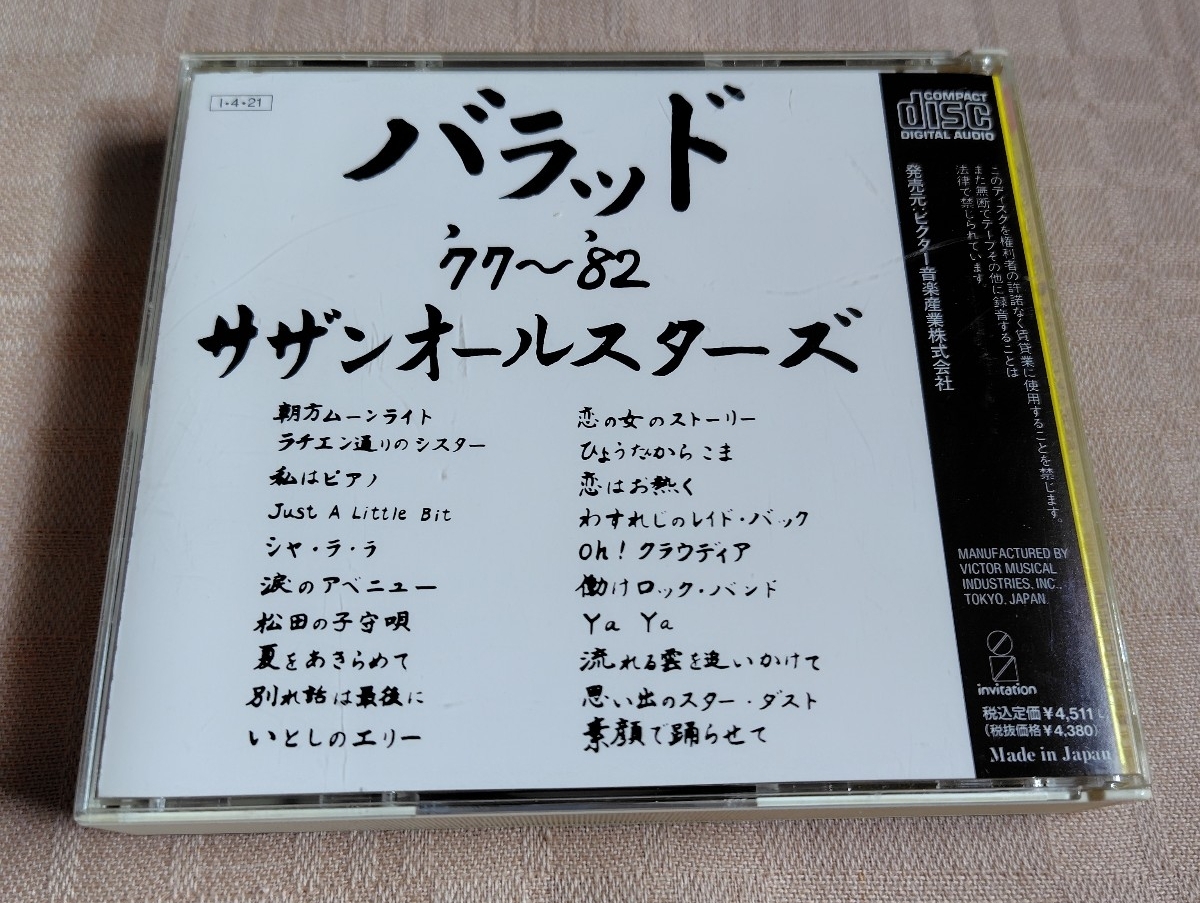 I・4・21
バラッド
'77〜'82
サザンオールスターズ
朝方ムーンライト
ラチエン通りのシスター
私はピアノ
Just A Little Bit
シャ・ラ・ラ
涙のアベニュー
松田の子守唄
夏をあきらめて
別れ話は最後に
いとしのエリー
恋の女のストーリー
ひょうたんからこま
恋はお熱く
わすれじのレイド・バック
Oh! クラウディア
働けロック・バンド
Ya Ya
流れる雲を追いかけて
思い出のスター・ダスト
素顔で踊らせて
COMPACT
disc
DIGITAL AUDIO
このディスクを権利者の許諾なく賃貸業に使用することを禁じます。
また無断でテープその他に録音することは
法律で禁じられています。
発売元:ビクター音楽産業株式会社
MANUFACTURED BY
VICTOR MUSICAL
INDUSTRIES, INC.,
TOKYO, JAPAN.
invitation
税込定価¥4,511
(税抜価格¥4,380)
Made in Japan